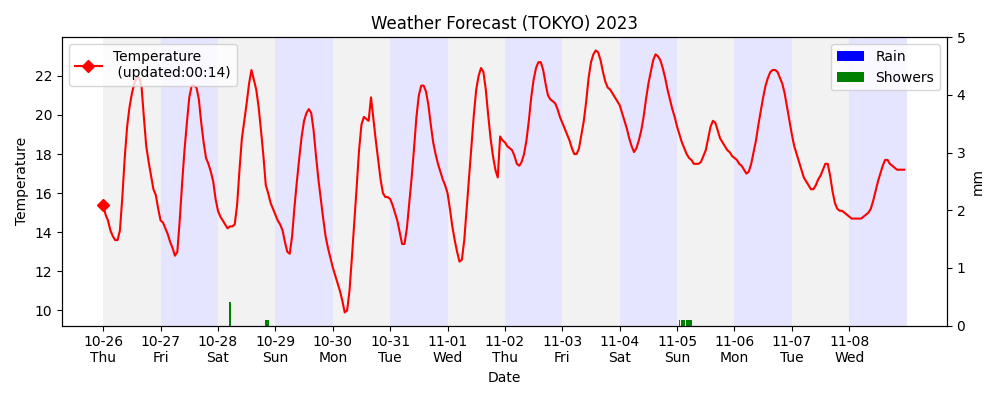 Weather Forecast (TOKYO) 2023
Temperature
(updated:00:14)
Rain
Showers
Temperature
22
20
18
16
14
12
10
5
4
3
2
1
0
mm
10-26 10-27 10-28 10-29 10-30 10-31 11-01 11-02 11-03 11-04 11-05 11-06 11-07 11-08
Thu Fri Sat Sun Mon Tue Wed Thu Fri Sat Sun Mon Tue Wed
Date